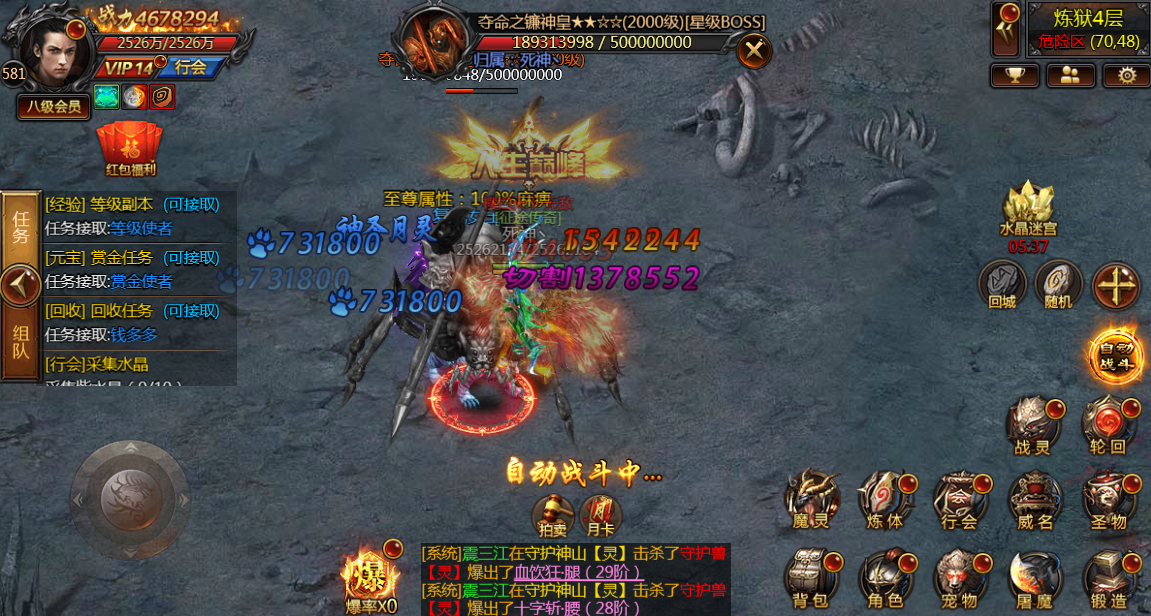 战力4678294
2526万/2526万
581
VIP14
行会
八级会员
红包福利
夺命之镰神皇★★☆☆(2000级)[星级BOSS]
189313998 / 500000000
炼狱4层
危险区 (70,48)
任务
[经验] 等级副本 (可接取)
任务接取:等级使者
[元宝] 赏金任务 (可接取)
任务接取:赏金使者
[回收] 回收任务 (可接取)
任务接取:钱多多
组队
[行会]采集水晶
人生巅峰
至尊属性：100%麻痹
神圣月灵
731800
731800
731800
1542244
切割1378552
水晶迷宫
05:37
回城
随机
自动战斗
战灵
轮回
自动战斗中...
拍卖
月卡
魔灵
炼体
行会
威名
圣物
爆
爆率X0
[系统]震三江在守护神山【灵】击杀了守护兽
【灵】爆出了血饮狂·腿（29阶）
[系统]震三江在守护神山【灵】击杀了守护兽
【灵】爆出了十字斩·腰（28阶）
背包
角色
宠物
屠魔
锻造